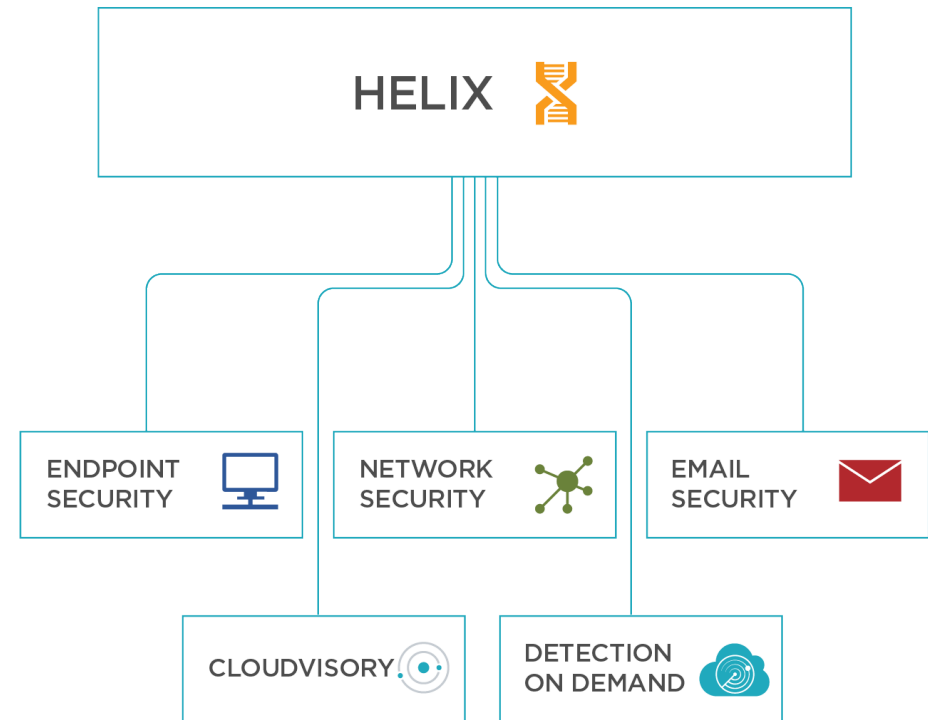 HELIX
ENDPOINT
SECURITY
NETWORK
SECURITY
EMAIL
SECURITY
CLOUDVISORY
DETECTION
ON DEMAND